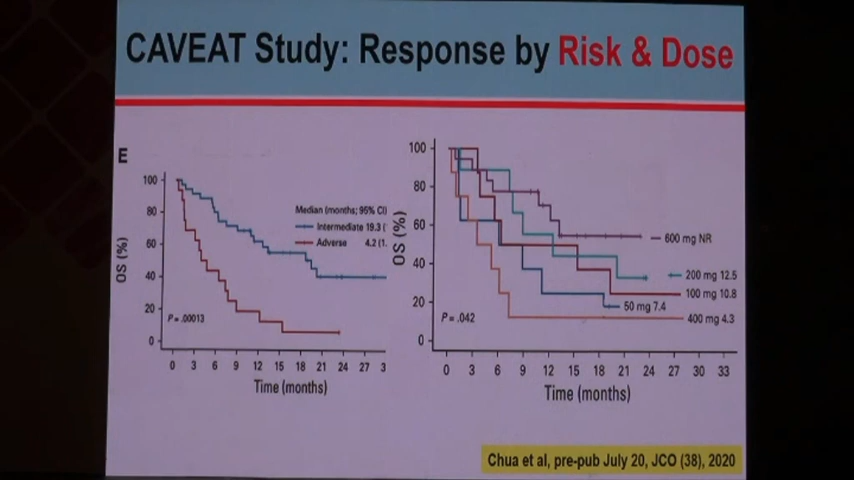 CAVEAT Study: Response by Risk & Dose
E
100
80
60
40
20
0
OS (%)
Median (months; 95% CI)
Intermediate 19.3 (
Adverse 4.2 (1.
P = .00013
0 3 6 9 12 15 18 21 24 27 3
Time (months)
100
80
60
40
20
0
OS (%)
600 mg NR
200 mg 12.5
100 mg 10.8
50 mg 7.4
400 mg 4.3
P = .042
0 3 6 9 12 15 18 21 24 27 30 33
Time (months)
Chua et al, pre-pub July 20, JCO (38), 2020